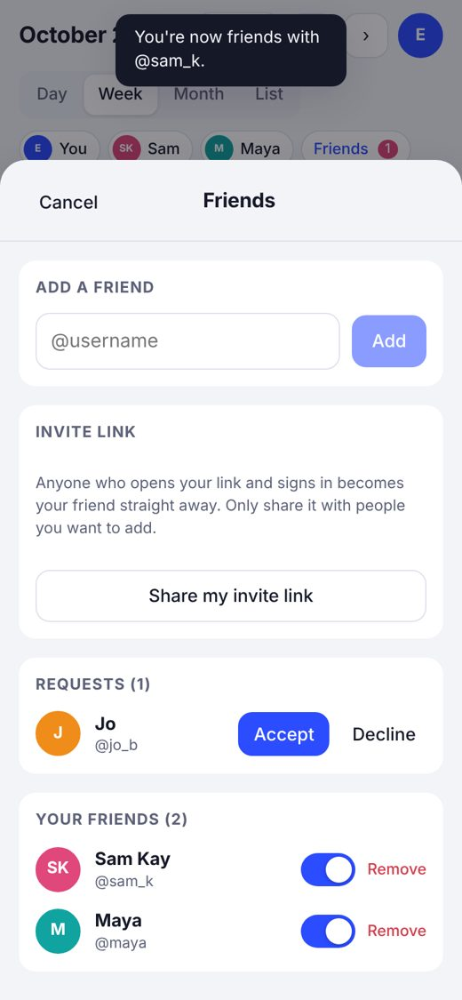 October 2
You're now friends with
@sam_k.
›
E
Day
Week
Month
List
E You
SK Sam
M Maya
Friends 1
Cancel
Friends
ADD A FRIEND
@username
Add
INVITE LINK
Anyone who opens your link and signs in becomes
your friend straight away. Only share it with people
you want to add.
Share my invite link
REQUESTS (1)
J
Jo
@jo_b
Accept
Decline
YOUR FRIENDS (2)
SK
Sam Kay
@sam_k
Remove
M
Maya
@maya
Remove